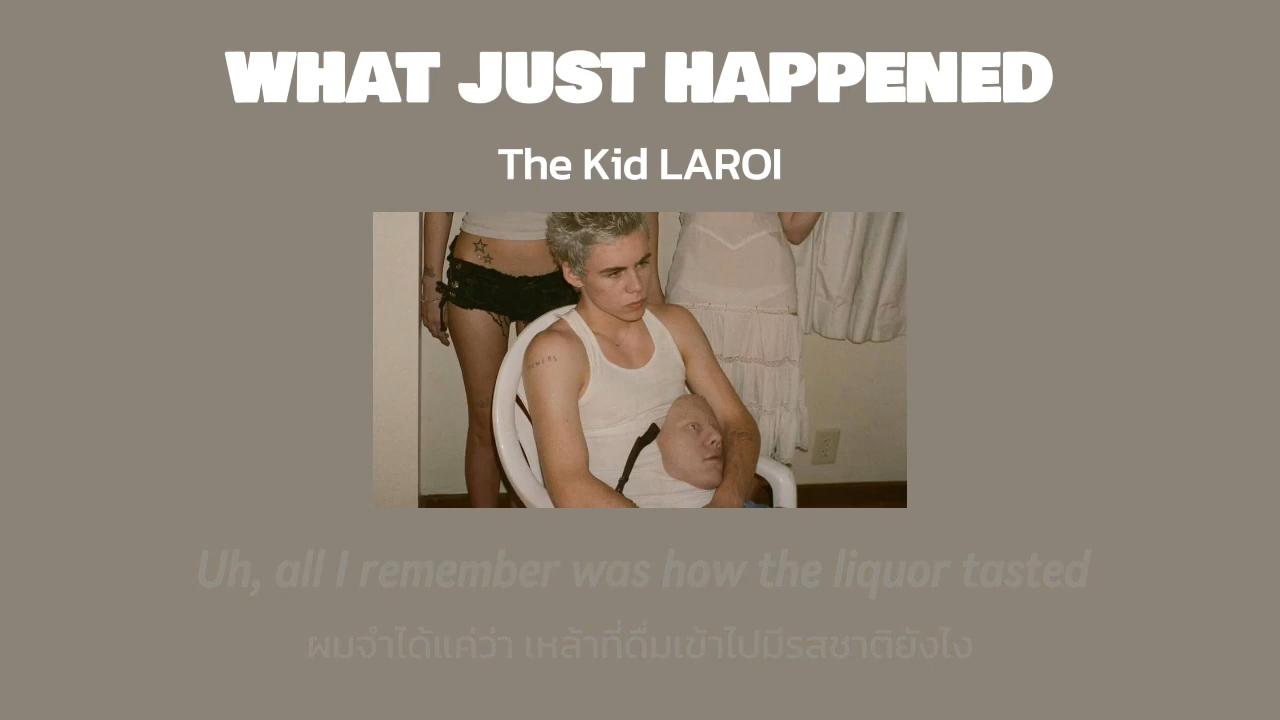 WHAT JUST HAPPENED
The Kid LAROI
Uh, all I remember was how the liquor tasted
ผมจำได้แค่ว่า เหล้าที่ดื่มเข้าไปมีรสชาติยังไง